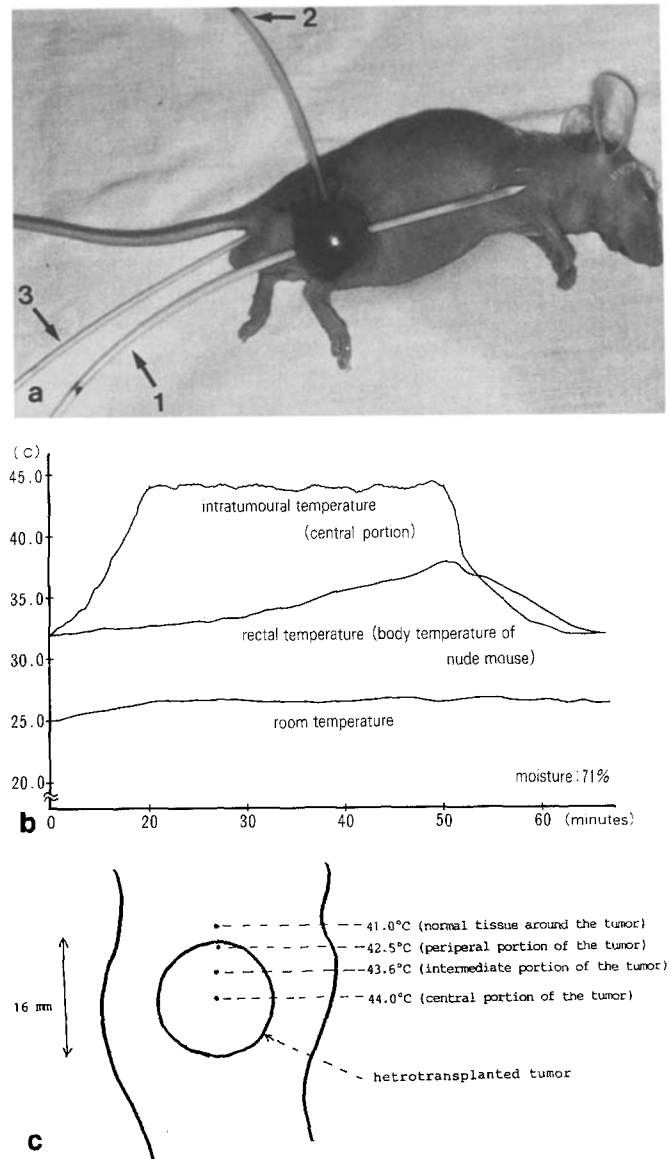 2
3
1
a
(C)
45.0
40.0
35.0
30.0
25.0
20.0
intratumoural temperature
(central portion)
rectal temperature (body temperature of
nude mouse)
room temperature
moisture:71%
b
0 20 30 40 50 60 (minutes)
41.0°C (normal tissue around the tumor)
42.5°C (periperal portion of the tumor)
43.6°C (intermediate portion of the tumor)
44.0°C (central portion of the tumor)
16 mm
hetrotransplanted tumor
c